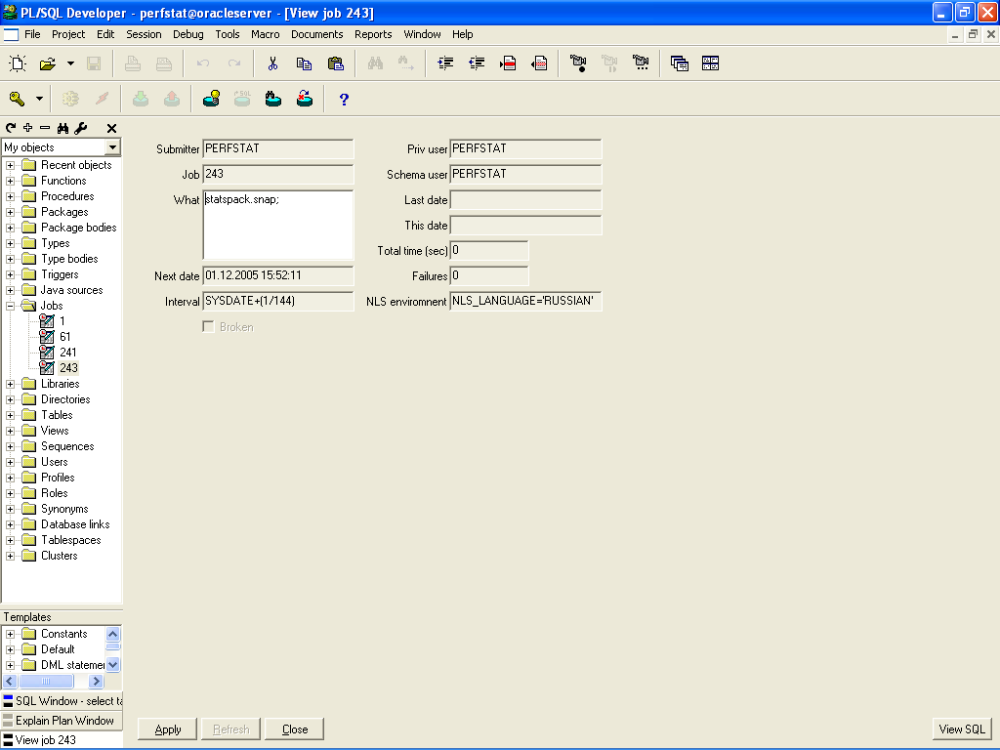 PL/SQL Developer - perfstat@oracleserver - [View job 243]
File Project Edit Session Debug Tools Macro Documents Reports Window Help
SQL
?
My objects
Recent objects
Functions
Procedures
Packages
Package bodies
Types
Type bodies
Triggers
Java sources
Jobs
1
61
241
243
Libraries
Directories
Tables
Views
Sequences
Users
Profiles
Roles
Synonyms
Database links
Tablespaces
Clusters
Templates
Constants
Default
DML statemer
SQL Window - select ta
Explain Plan Window
View job 243
Submitter PERFSTAT
Job 243
What statspack.snap;
Next date 01.12.2005 15:52:11
Interval SYSDATE+(1/144)
Broken
Priv user PERFSTAT
Schema user PERFSTAT
Last date
This date
Total time (sec) 0
Failures 0
NLS enviromnent NLS_LANGUAGE='RUSSIAN'
Apply Refresh Close View SQL